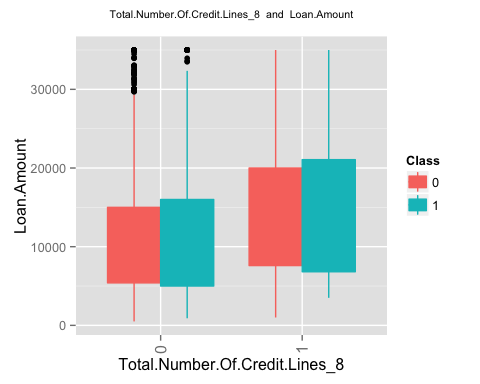 Total.Number.Of.Credit.Lines_8 and Loan.Amount
Loan.Amount
30000
20000
10000
0
0
1
Total.Number.Of.Credit.Lines_8
Class
0
1